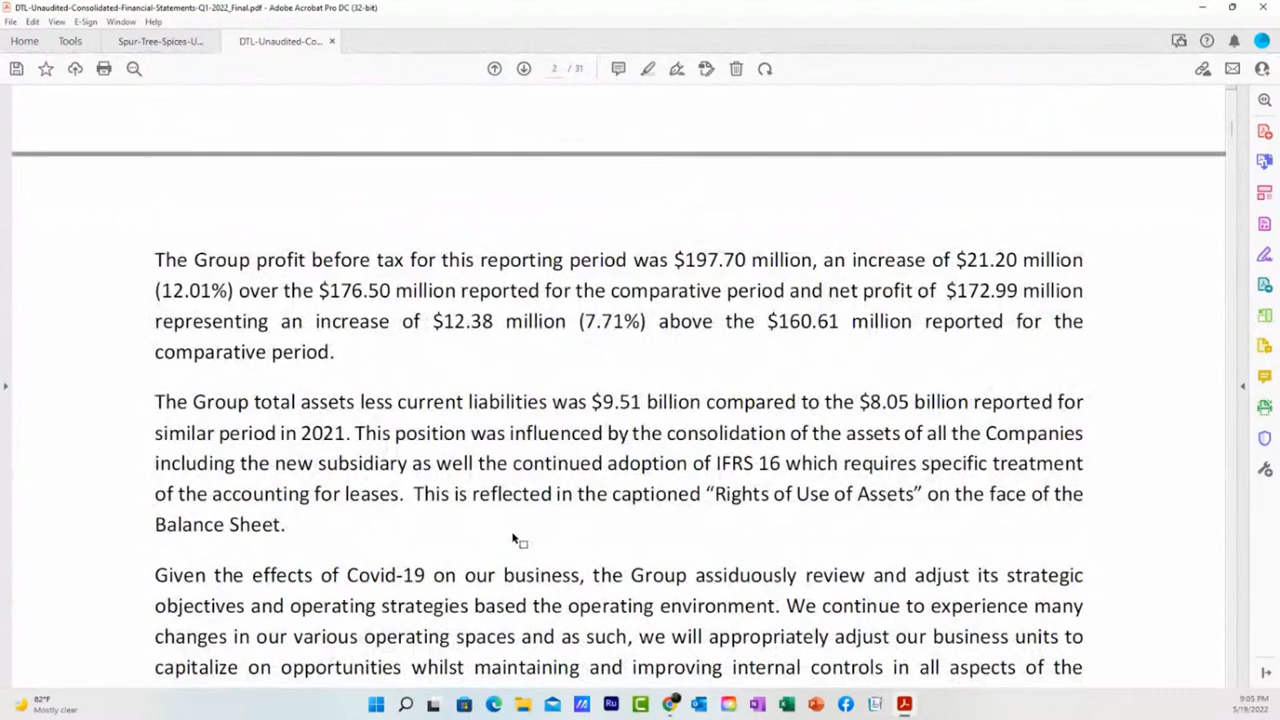 DTL-Unaudited-Consolidated-Financial-Statements-Q1-2022_Final.pdf - Adobe Acrobat Pro DC (32-bit)
File Edit View E-Sign Window Help
Home Tools Spur-Tree-Spices-U... DTL-Unaudited-Co... ×
2 / 31
The Group profit before tax for this reporting period was $197.70 million, an increase of $21.20 million
(12.01%) over the $176.50 million reported for the comparative period and net profit of $172.99 million
representing an increase of $12.38 million (7.71%) above the $160.61 million reported for the
comparative period.
The Group total assets less current liabilities was $9.51 billion compared to the $8.05 billion reported for
similar period in 2021. This position was influenced by the consolidation of the assets of all the Companies
including the new subsidiary as well the continued adoption of IFRS 16 which requires specific treatment
of the accounting for leases. This is reflected in the captioned “Rights of Use of Assets” on the face of the
Balance Sheet.
Given the effects of Covid-19 on our business, the Group assiduously review and adjust its strategic
objectives and operating strategies based the operating environment. We continue to experience many
changes in our various operating spaces and as such, we will appropriately adjust our business units to
capitalize on opportunities whilst maintaining and improving internal controls in all aspects of the
82°F
Mostly clear
Ru
9:05 PM
5/19/2022